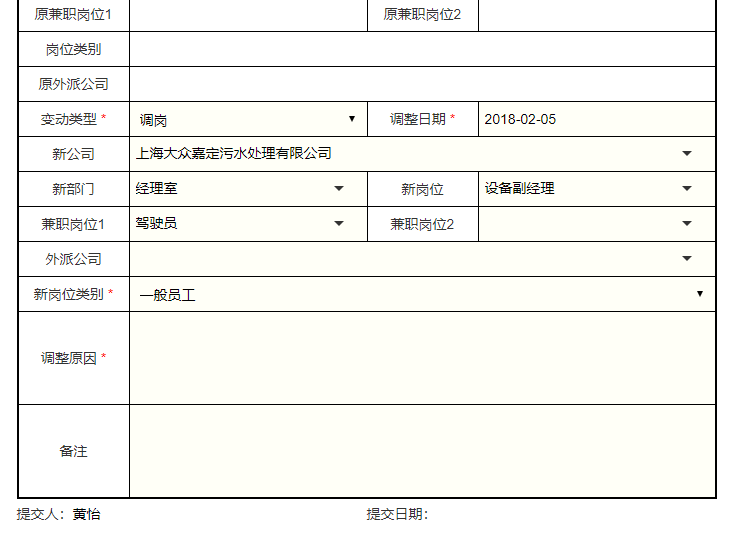 原兼职岗位1 原兼职岗位2
岗位类别
原外派公司
变动类型 * 调岗 调整日期 * 2018-02-05
新公司 上海大众嘉定污水处理有限公司
新部门 经理室 新岗位 设备副经理
兼职岗位1 驾驶员 兼职岗位2
外派公司
新岗位类别 * 一般员工
调整原因 *
备注
提交人：黄怡 提交日期：